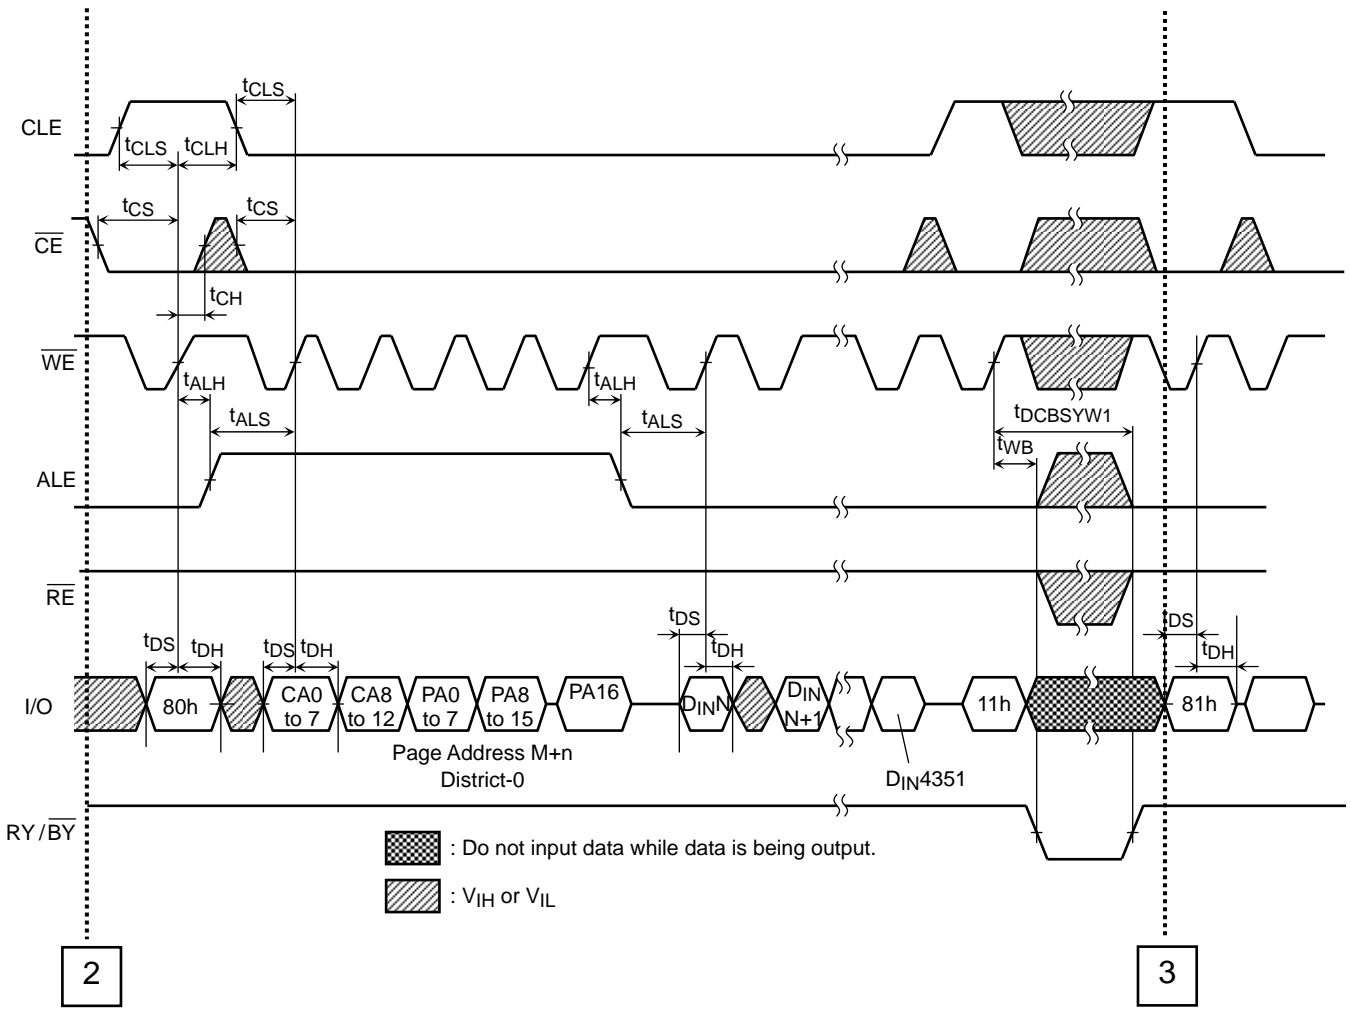 tCLS
CLE
tCLS tCLH
tCS tCS
CE
tCH
WE
tALH tALH
tALS tALS tDCBSYW1
tWB
ALE
RE
tDS tDH tDS tDH tDS tDH tDS tDH
I/O 80h CA0 to 7 CA8 to 12 PA0 to 7 PA8 to 15 PA16 DINN DIN N+1 11h 81h
Page Address M+n
District-0
DIN4351
RY/BY
: Do not input data while data is being output.
: VIH or VIL
2 3